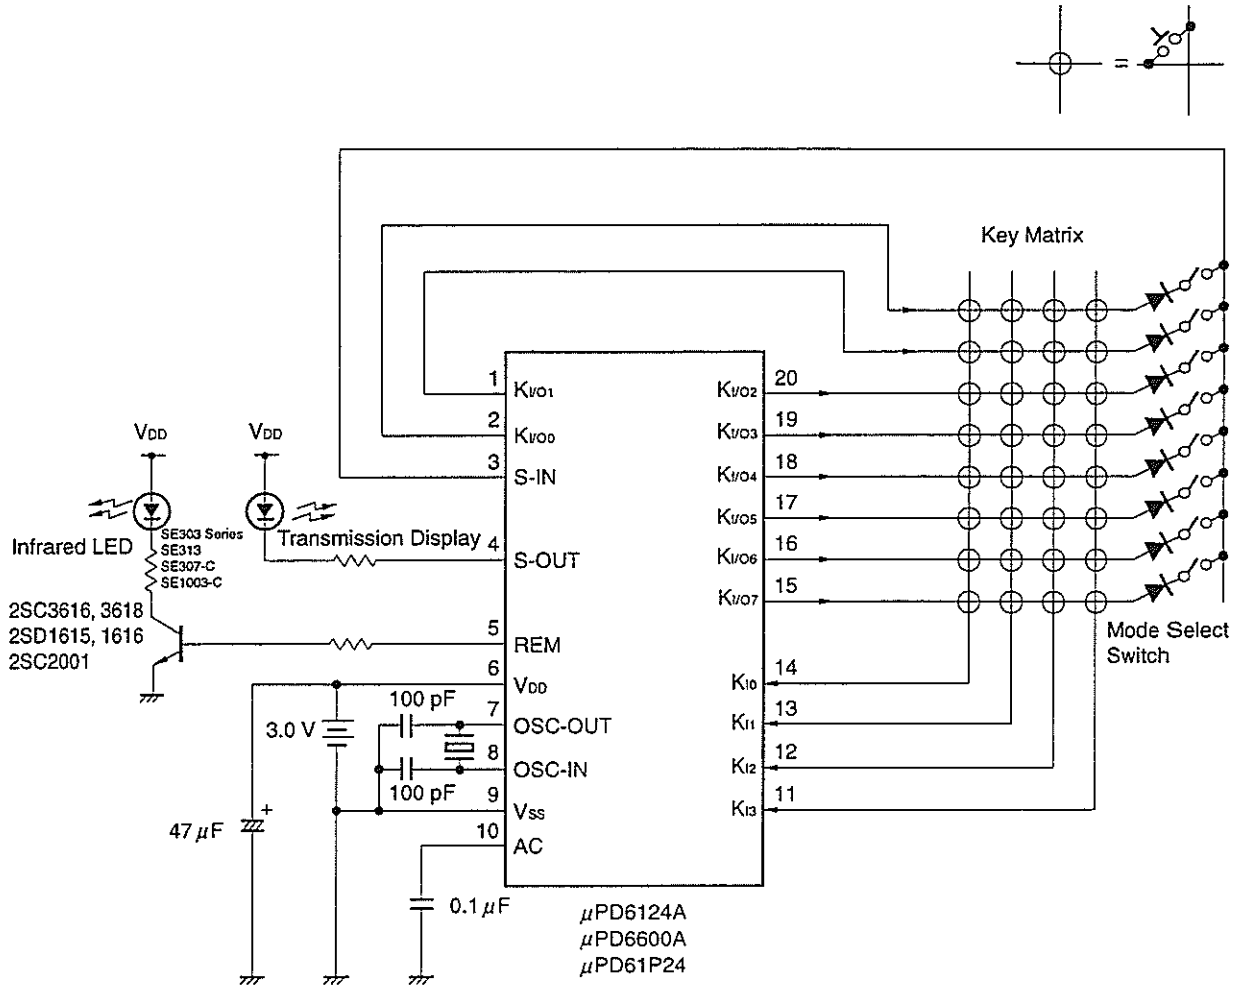 =
Key Matrix
1
KI/O1
KI/O2
20
2
KI/O0
KI/O3
19
3
S-IN
KI/O4
18
KI/O5
17
4
S-OUT
KI/O6
16
KI/O7
15
VDD
VDD
Infrared LED
SE303 Series
SE313
SE307-C
SE1003-C
Transmission Display
2SC3616, 3618
2SD1615, 1616
2SC2001
5
REM
Mode Select
Switch
6
VDD
KI0
14
3.0 V
100 pF
7
OSC-OUT
KI1
13
8
OSC-IN
KI2
12
100 pF
9
VSS
KI3
11
47 µF
+
10
AC
0.1 µF
µPD6124A
µPD6600A
µPD61P24